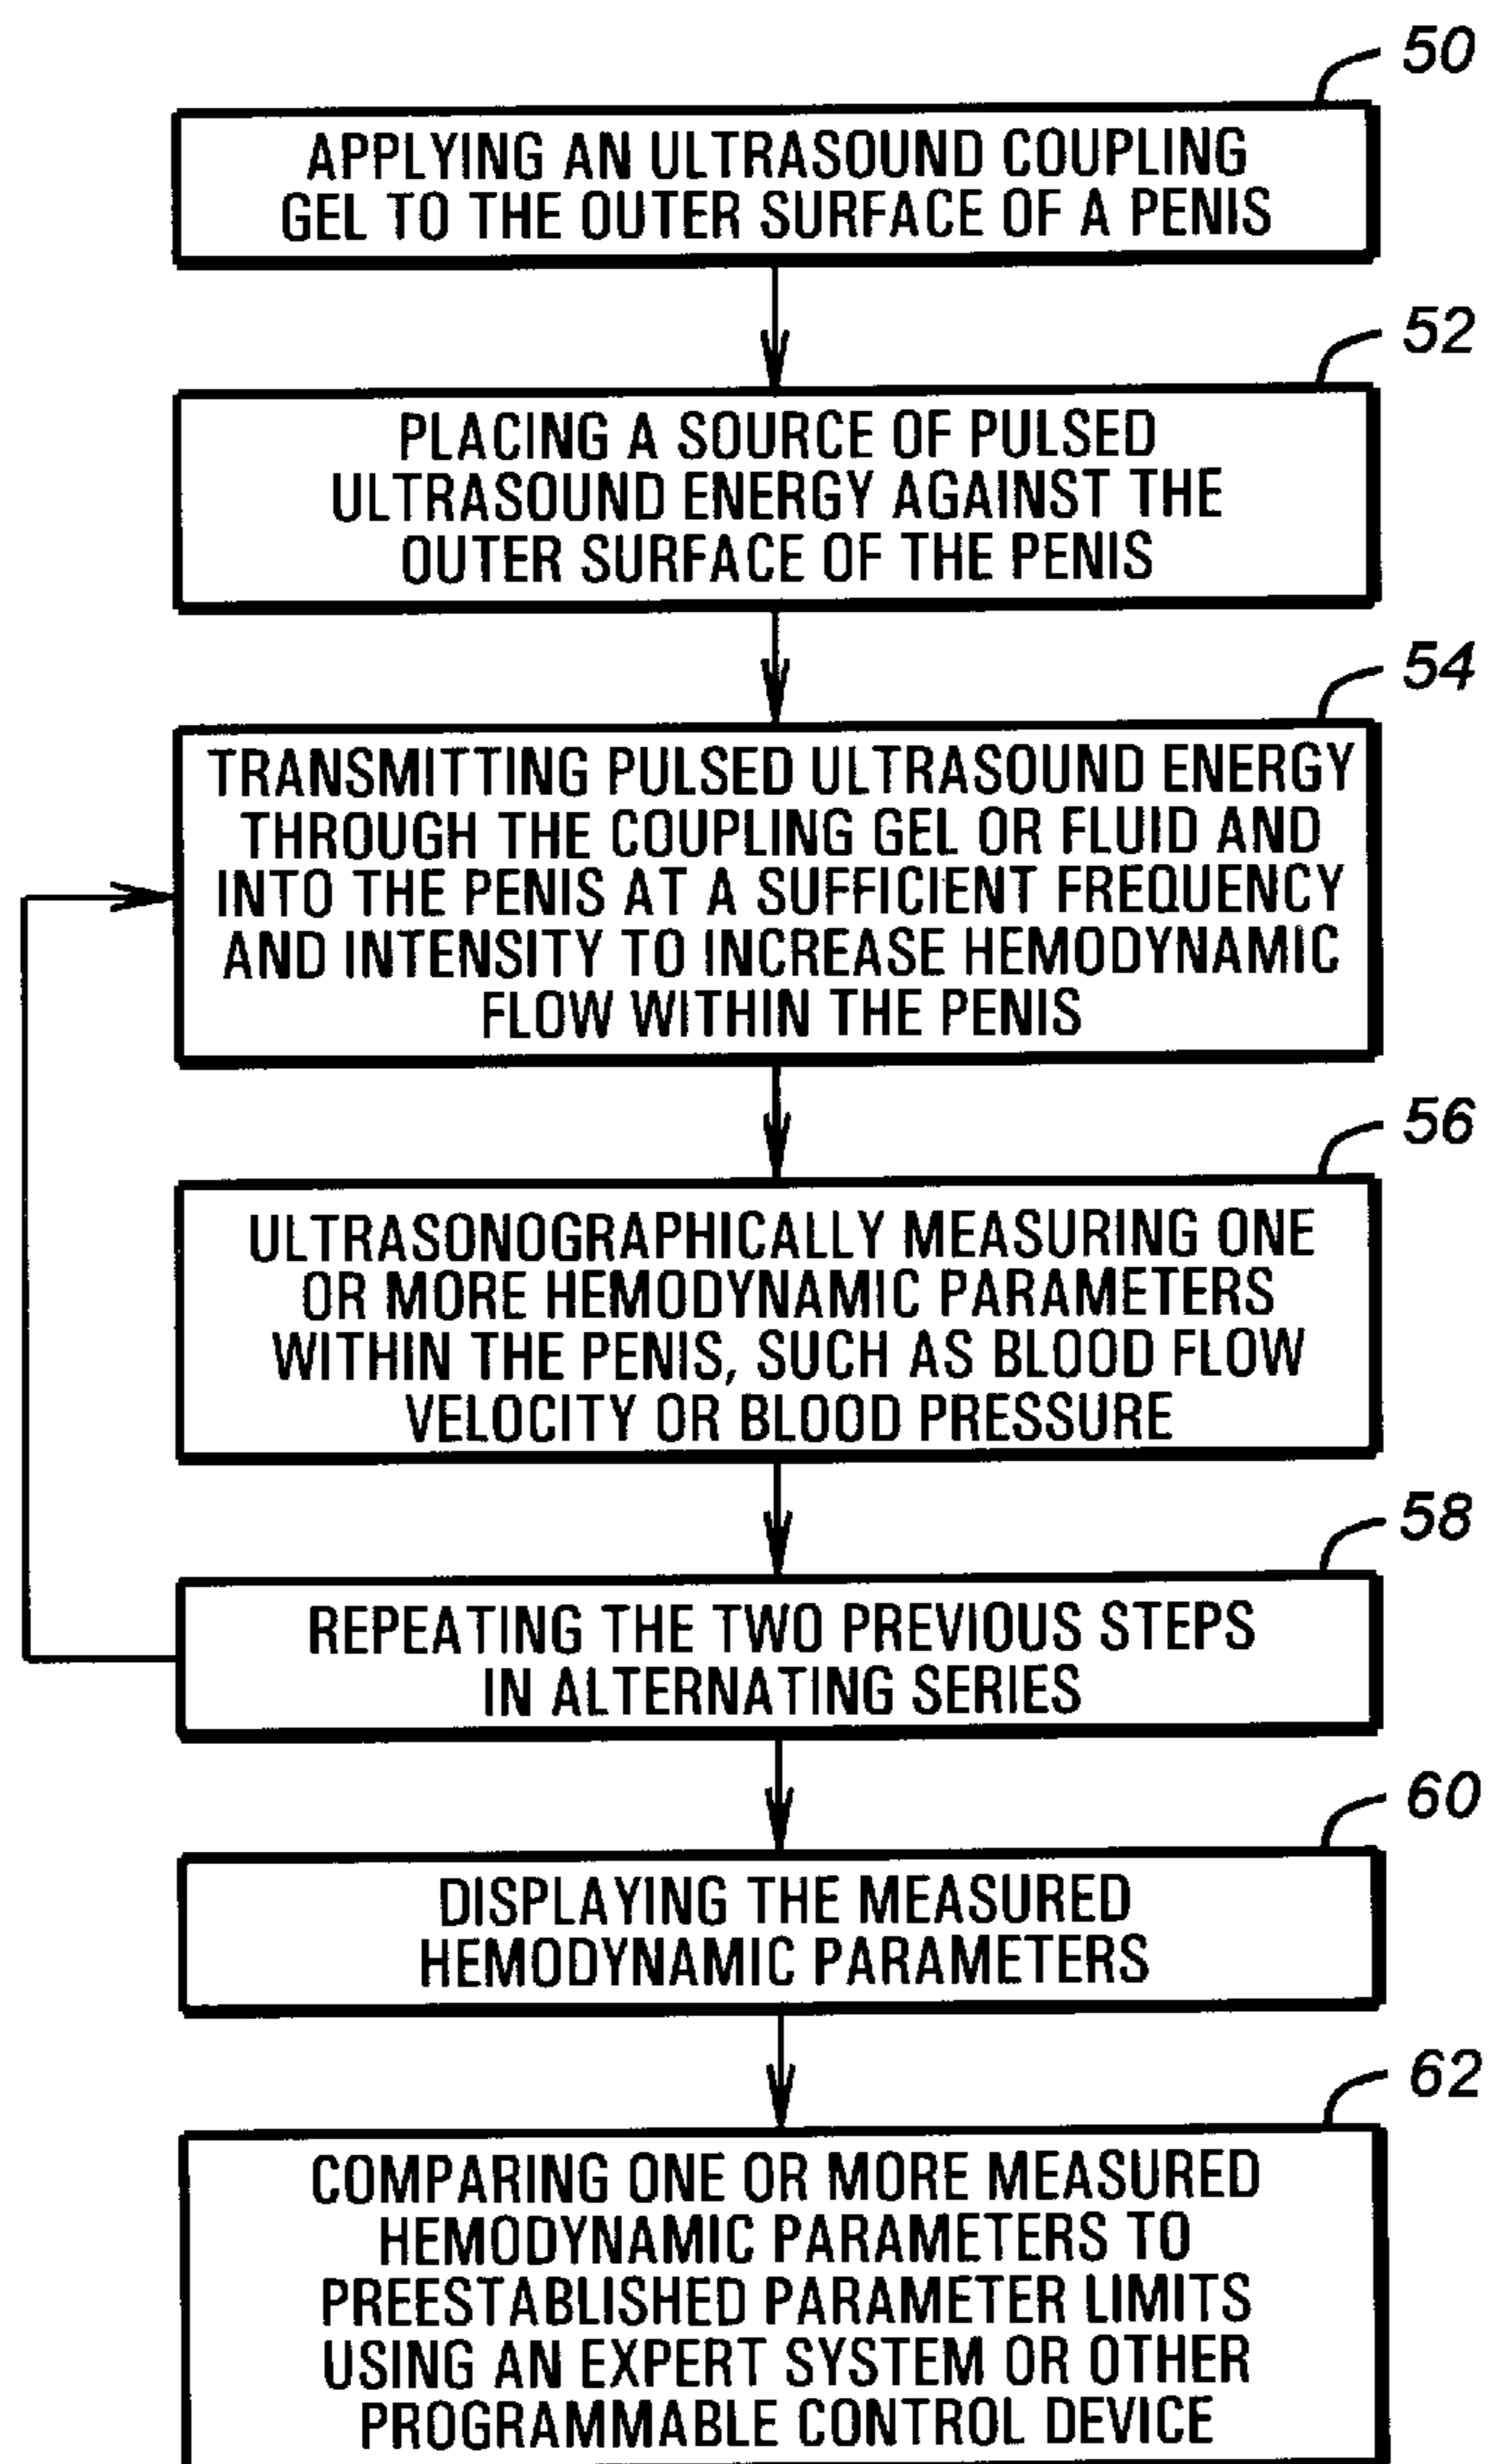 50
APPLYING AN ULTRASOUND COUPLING
GEL TO THE OUTER SURFACE OF A PENIS
52
PLACING A SOURCE OF PULSED
ULTRASOUND ENERGY AGAINST THE
OUTER SURFACE OF THE PENIS
54
TRANSMITTING PULSED ULTRASOUND ENERGY
THROUGH THE COUPLING GEL OR FLUID AND
INTO THE PENIS AT A SUFFICIENT FREQUENCY
AND INTENSITY TO INCREASE HEMODYNAMIC
FLOW WITHIN THE PENIS
56
ULTRASONOGRAPHICALLY MEASURING ONE
OR MORE HEMODYNAMIC PARAMETERS
WITHIN THE PENIS, SUCH AS BLOOD FLOW
VELOCITY OR BLOOD PRESSURE
58
REPEATING THE TWO PREVIOUS STEPS
IN ALTERNATING SERIES
60
DISPLAYING THE MEASURED
HEMODYNAMIC PARAMETERS
62
COMPARING ONE OR MORE MEASURED
HEMODYNAMIC PARAMETERS TO
PREESTABLISHED PARAMETER LIMITS
USING AN EXPERT SYSTEM OR OTHER
PROGRAMMABLE CONTROL DEVICE